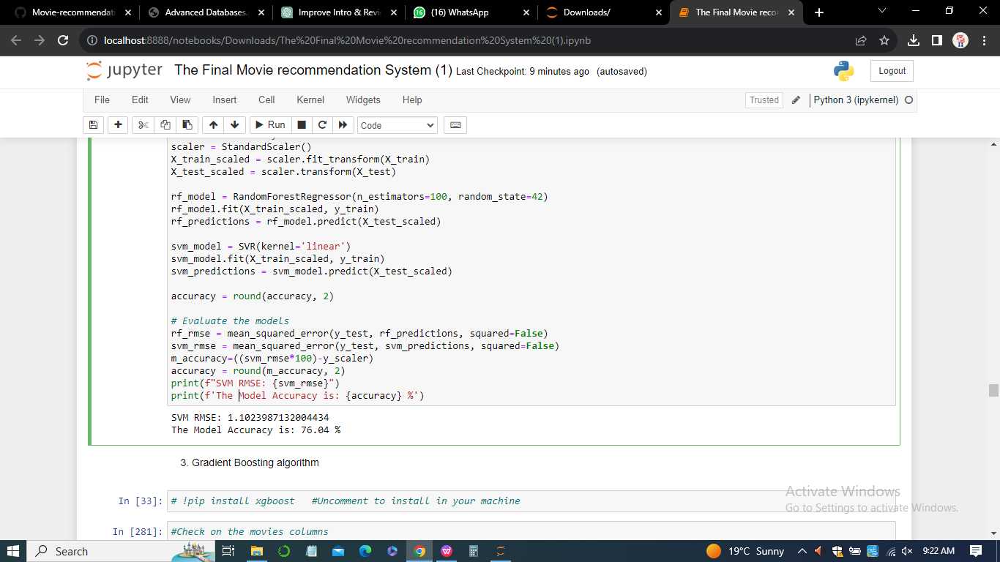 Movie-recommendati
Advanced Databases.
Improve Intro & Revi
(16) WhatsApp
Downloads/
The Final Movie recom
localhost:8888/notebooks/Downloads/The%20Final%20Movie%20recommendation%20System%20(1).ipynb
jupyter The Final Movie recommendation System (1) Last Checkpoint: 9 minutes ago (autosaved)
Logout
File Edit View Insert Cell Kernel Widgets Help
Trusted Python 3 (ipykernel)
Run Code
scaler = StandardScaler()
X_train_scaled = scaler.fit_transform(X_train)
X_test_scaled = scaler.transform(X_test)
rf_model = RandomForestRegressor(n_estimators=100, random_state=42)
rf_model.fit(X_train_scaled, y_train)
rf_predictions = rf_model.predict(X_test_scaled)
svm_model = SVR(kernel='linear')
svm_model.fit(X_train_scaled, y_train)
svm_predictions = svm_model.predict(X_test_scaled)
accuracy = round(accuracy, 2)
# Evaluate the models
rf_rmse = mean_squared_error(y_test, rf_predictions, squared=False)
svm_rmse = mean_squared_error(y_test, svm_predictions, squared=False)
m_accuracy=((svm_rmse*100)-y_scaler)
accuracy = round(m_accuracy, 2)
print(f"SVM RMSE: {svm_rmse}")
print(f'The Model Accuracy is: {accuracy} %')
SVM RMSE: 1.1023987132004434
The Model Accuracy is: 76.04 %
3. Gradient Boosting algorithm
In [33]: # !pip install xgboost #Uncomment to install in your machine
In [281]: #Check on the movies columns
Activate Windows
Go to Settings to activate Windows.
Search
19°C Sunny
9:22 AM